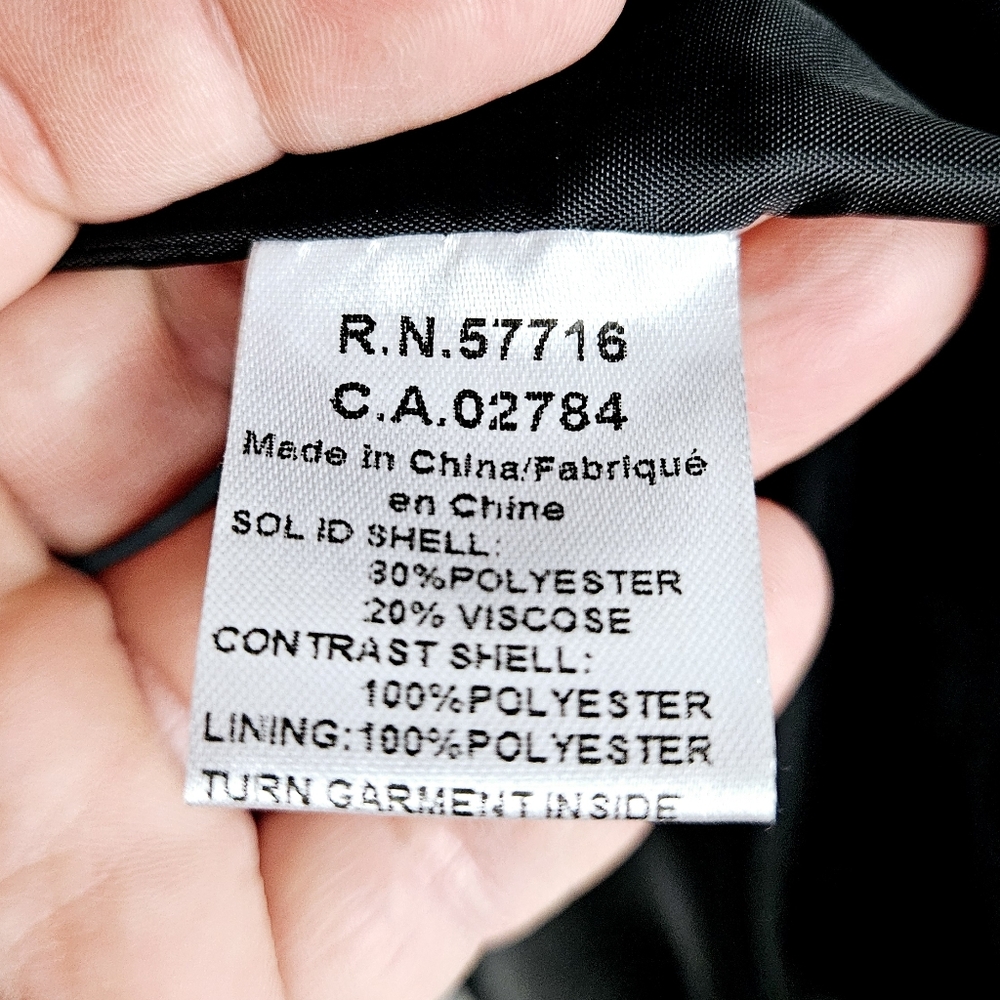 R.N.57716
C.A.02784
Made in China/Fabriqué
en Chine
SOLID SHELL:
80%POLYESTER
20% VISCOSE
CONTRAST SHELL:
100%POLYESTER
LINING:100%POLYESTER
TURN GARMENT INSIDE